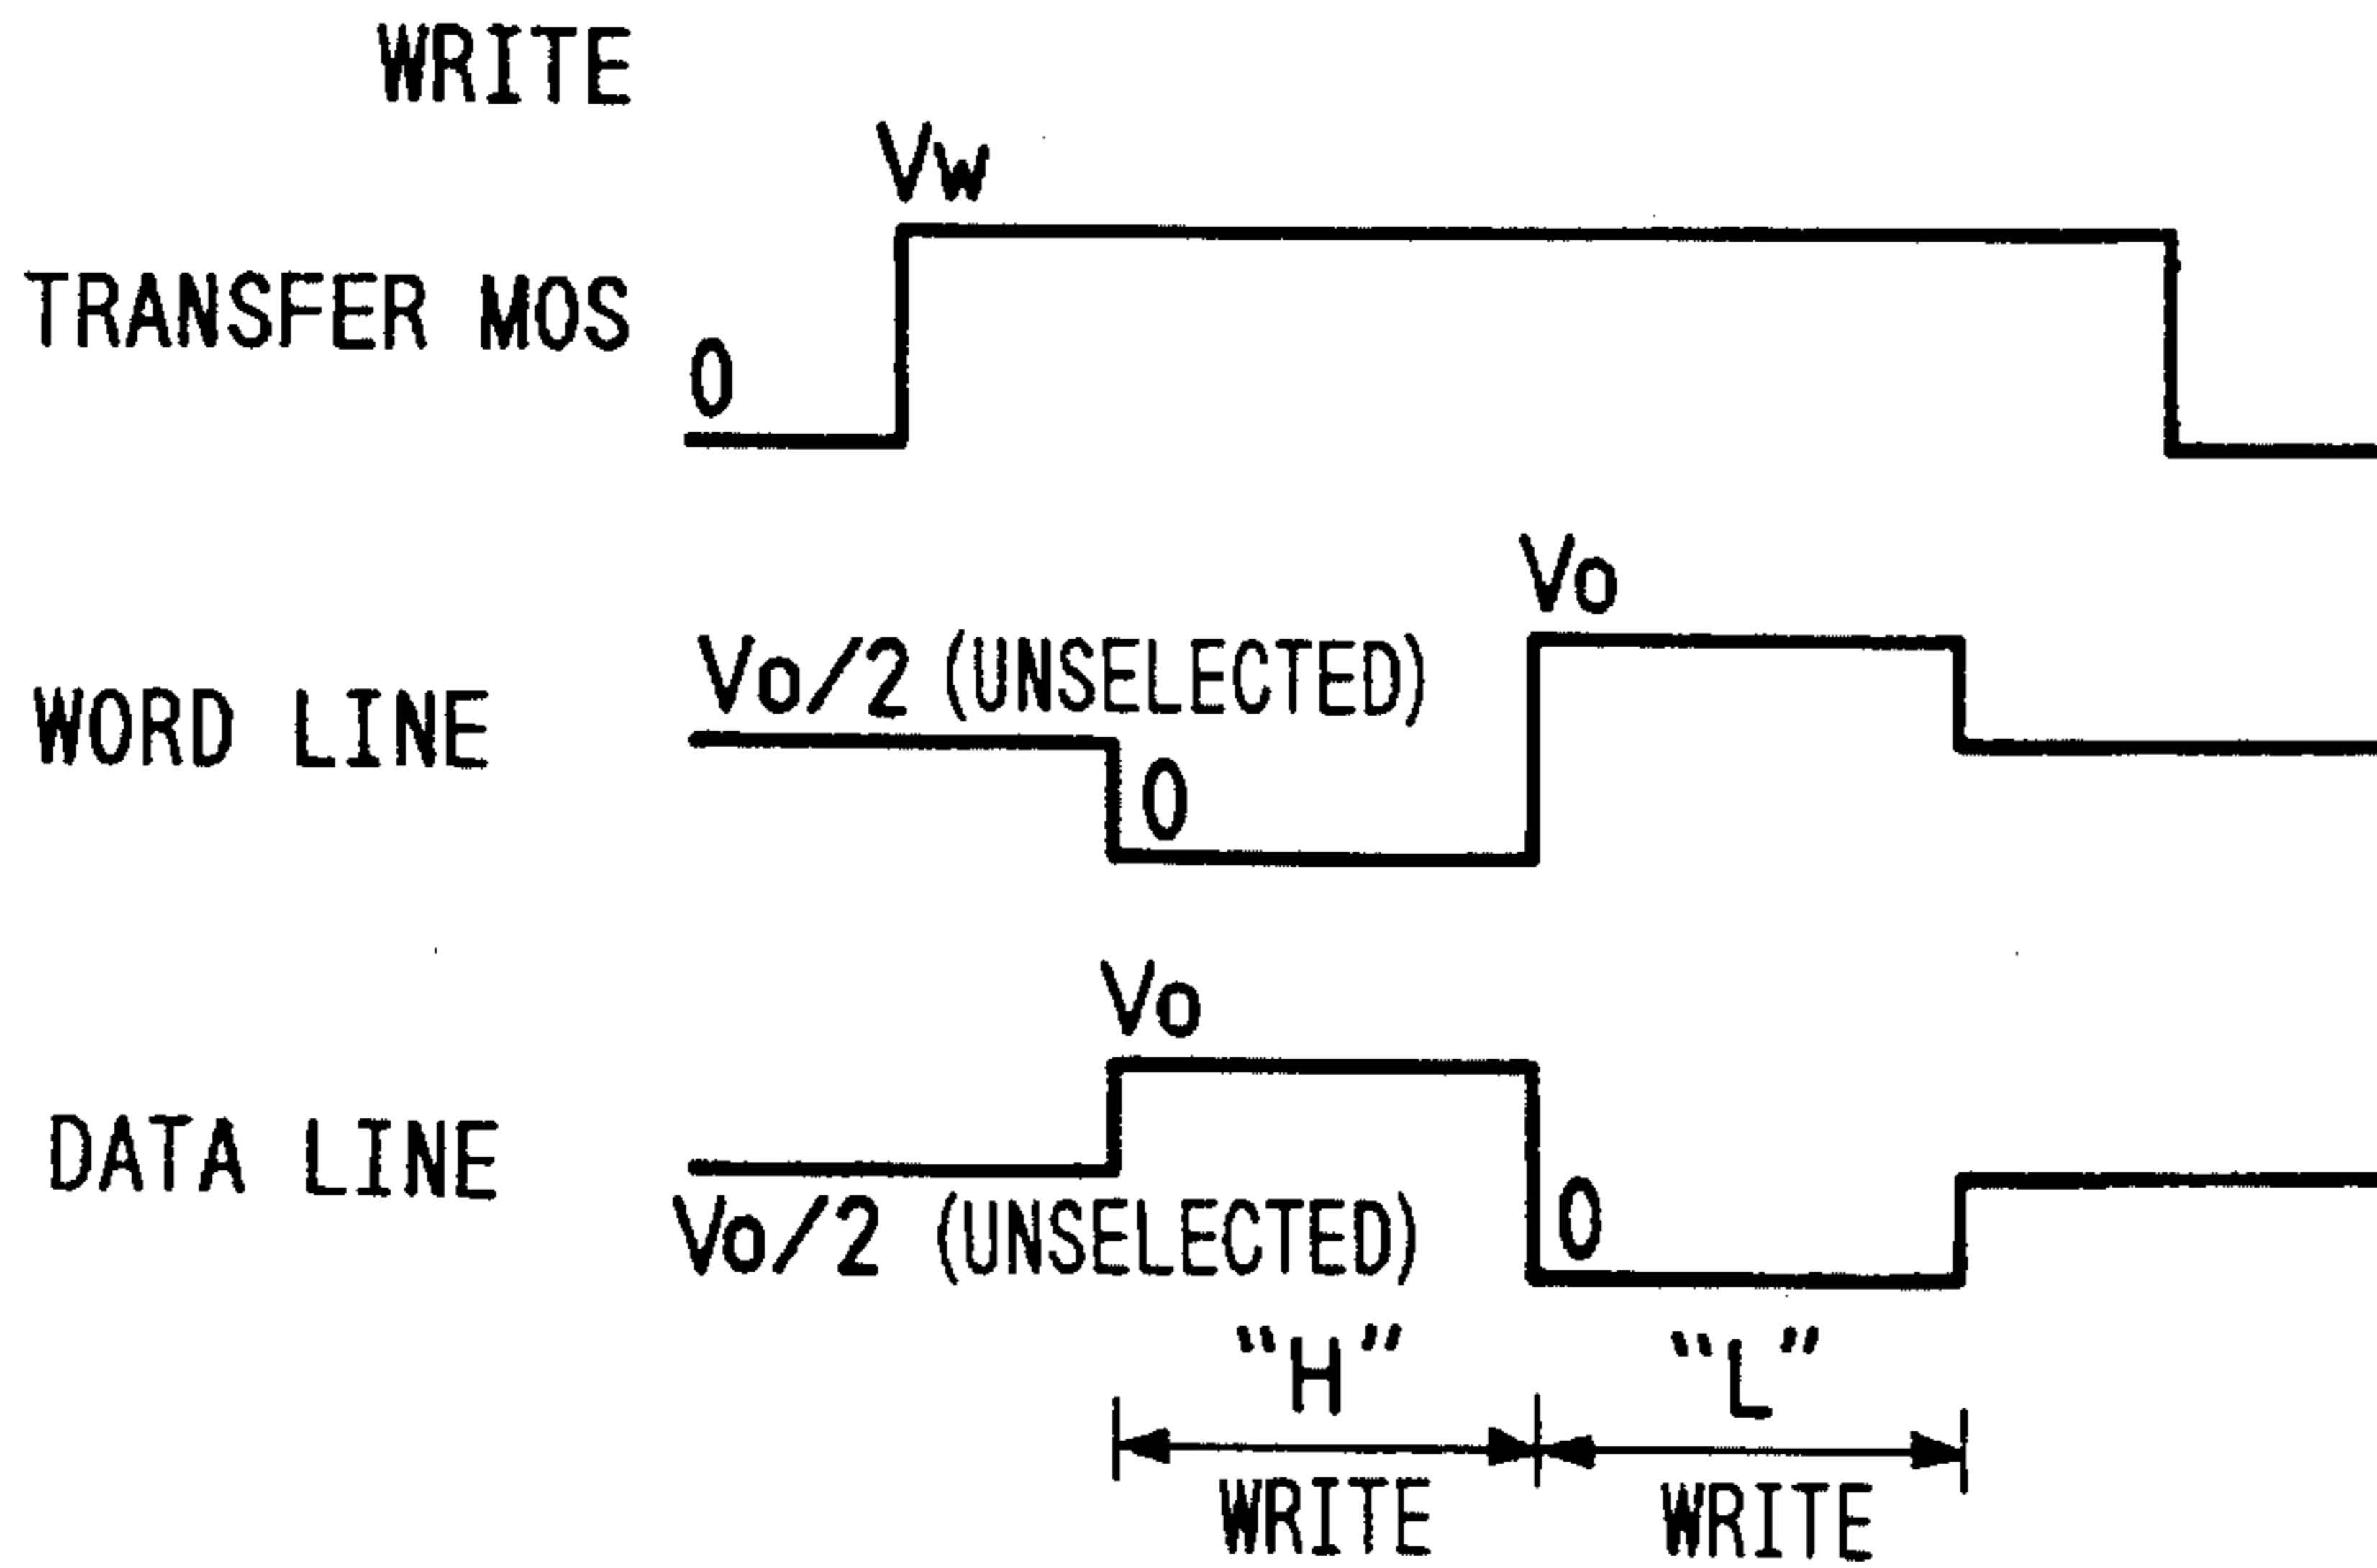 WRITE
Vw
TRANSFER MOS
0
Vo
Vo/2 (UNSELECTED)
WORD LINE
0
Vo
DATA LINE
Vo/2 (UNSELECTED)
0
"H" "L"
WRITE WRITE